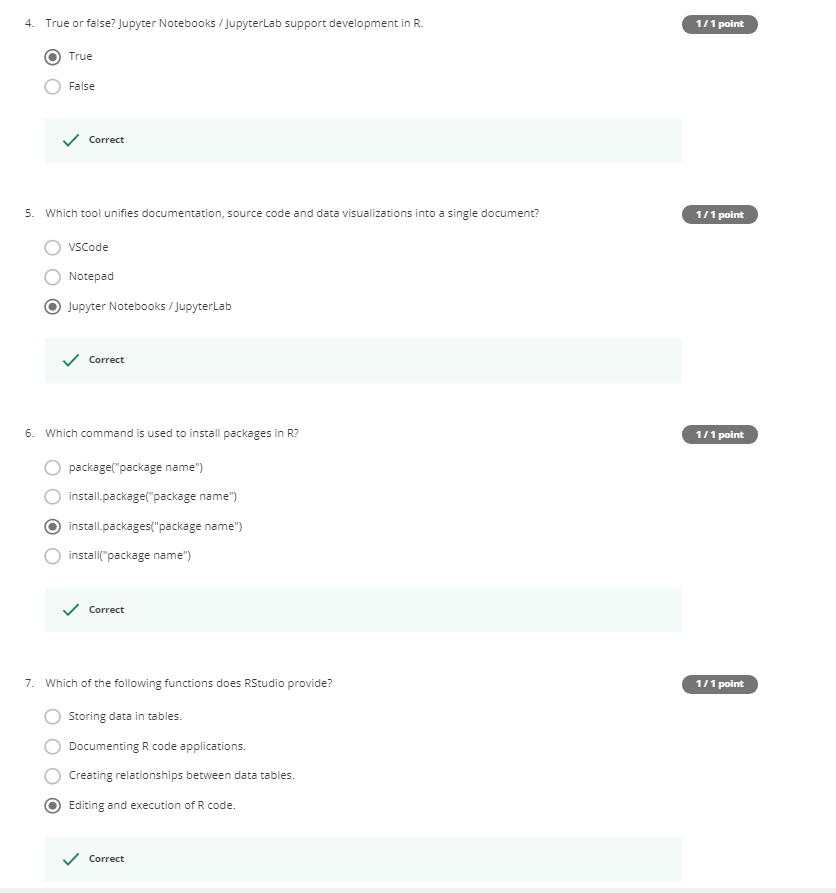 4. True or false? Jupyter Notebooks / JupyterLab support development in R. 1 / 1 point
True
False
Correct
5. Which tool unifies documentation, source code and data visualizations into a single document? 1 / 1 point
VSCode
Notepad
Jupyter Notebooks / JupyterLab
Correct
6. Which command is used to install packages in R? 1 / 1 point
package("package name")
install.package("package name")
install.packages("package name")
install("package name")
Correct
7. Which of the following functions does RStudio provide? 1 / 1 point
Storing data in tables.
Documenting R code applications.
Creating relationships between data tables.
Editing and execution of R code.
Correct